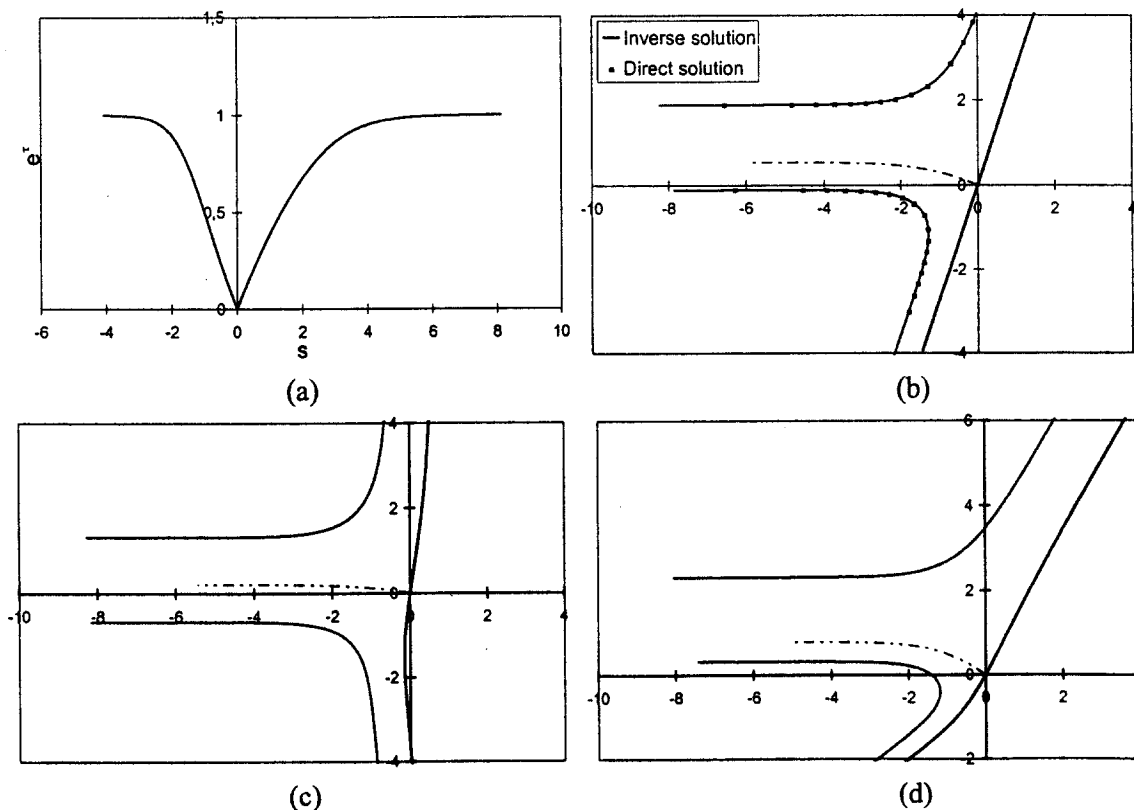 1,5
1
0,5
0
e^τ
-6 -4 -2 0 2 4 6 8 10
s
(a)
— Inverse solution
▪ Direct solution
4
2
0
-10 -8 -6 -4 -2 0 2 4
-2
-4
(b)
4
2
0
-10 -8 -6 -4 -2 0 2 4
-2
-4
(c)
6
4
2
0
-10 -8 -6 -4 -2 0 2
2
(d)